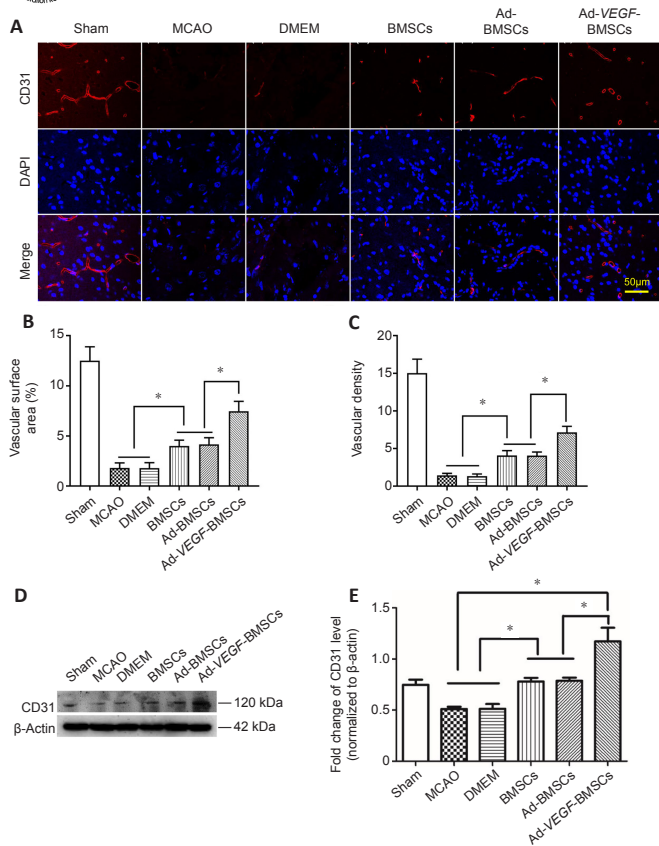 A
Sham
MCAO
DMEM
BMSCs
Ad-
BMSCs
Ad-VEGF-
BMSCs
CD31
DAPI
Merge
50μm
B
Vascular surface
area (%)
15
10
5
0
*
*
Sham
MCAO
DMEM
BMSCs
Ad-BMSCs
Ad-VEGF-BMSCs
C
Vascular density
20
15
10
5
0
*
*
Sham
MCAO
DMEM
BMSCs
Ad-BMSCs
Ad-VEGF-BMSCs
D
Sham
MCAO
DMEM
BMSCs
Ad-BMSCs
Ad-VEGF-BMSCs
CD31
120 kDa
β-Actin
42 kDa
E
Fold change of CD31 level
(normalized to β-actin)
1.5
1.0
0.5
0
*
*
*
Sham
MCAO
DMEM
BMSCs
Ad-BMSCs
Ad-VEGF-BMSCs